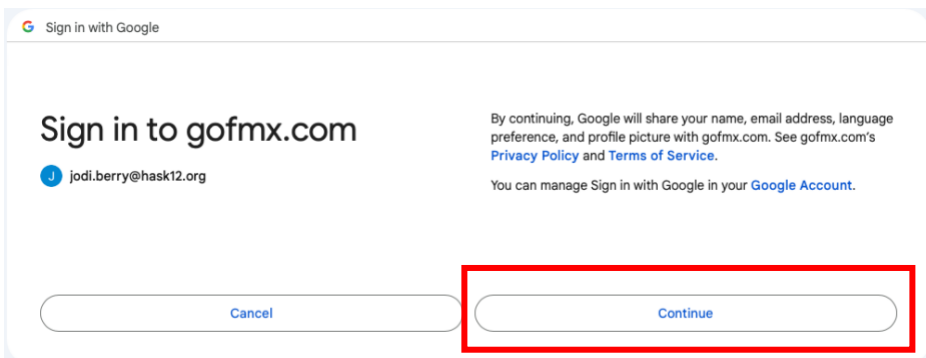 Sign in with Google
Sign in to gofmx.com
J jodi.berry@hask12.org
By continuing, Google will share your name, email address, language
preference, and profile picture with gofmx.com. See gofmx.com's
Privacy Policy and Terms of Service.
You can manage Sign in with Google in your Google Account.
Cancel
Continue